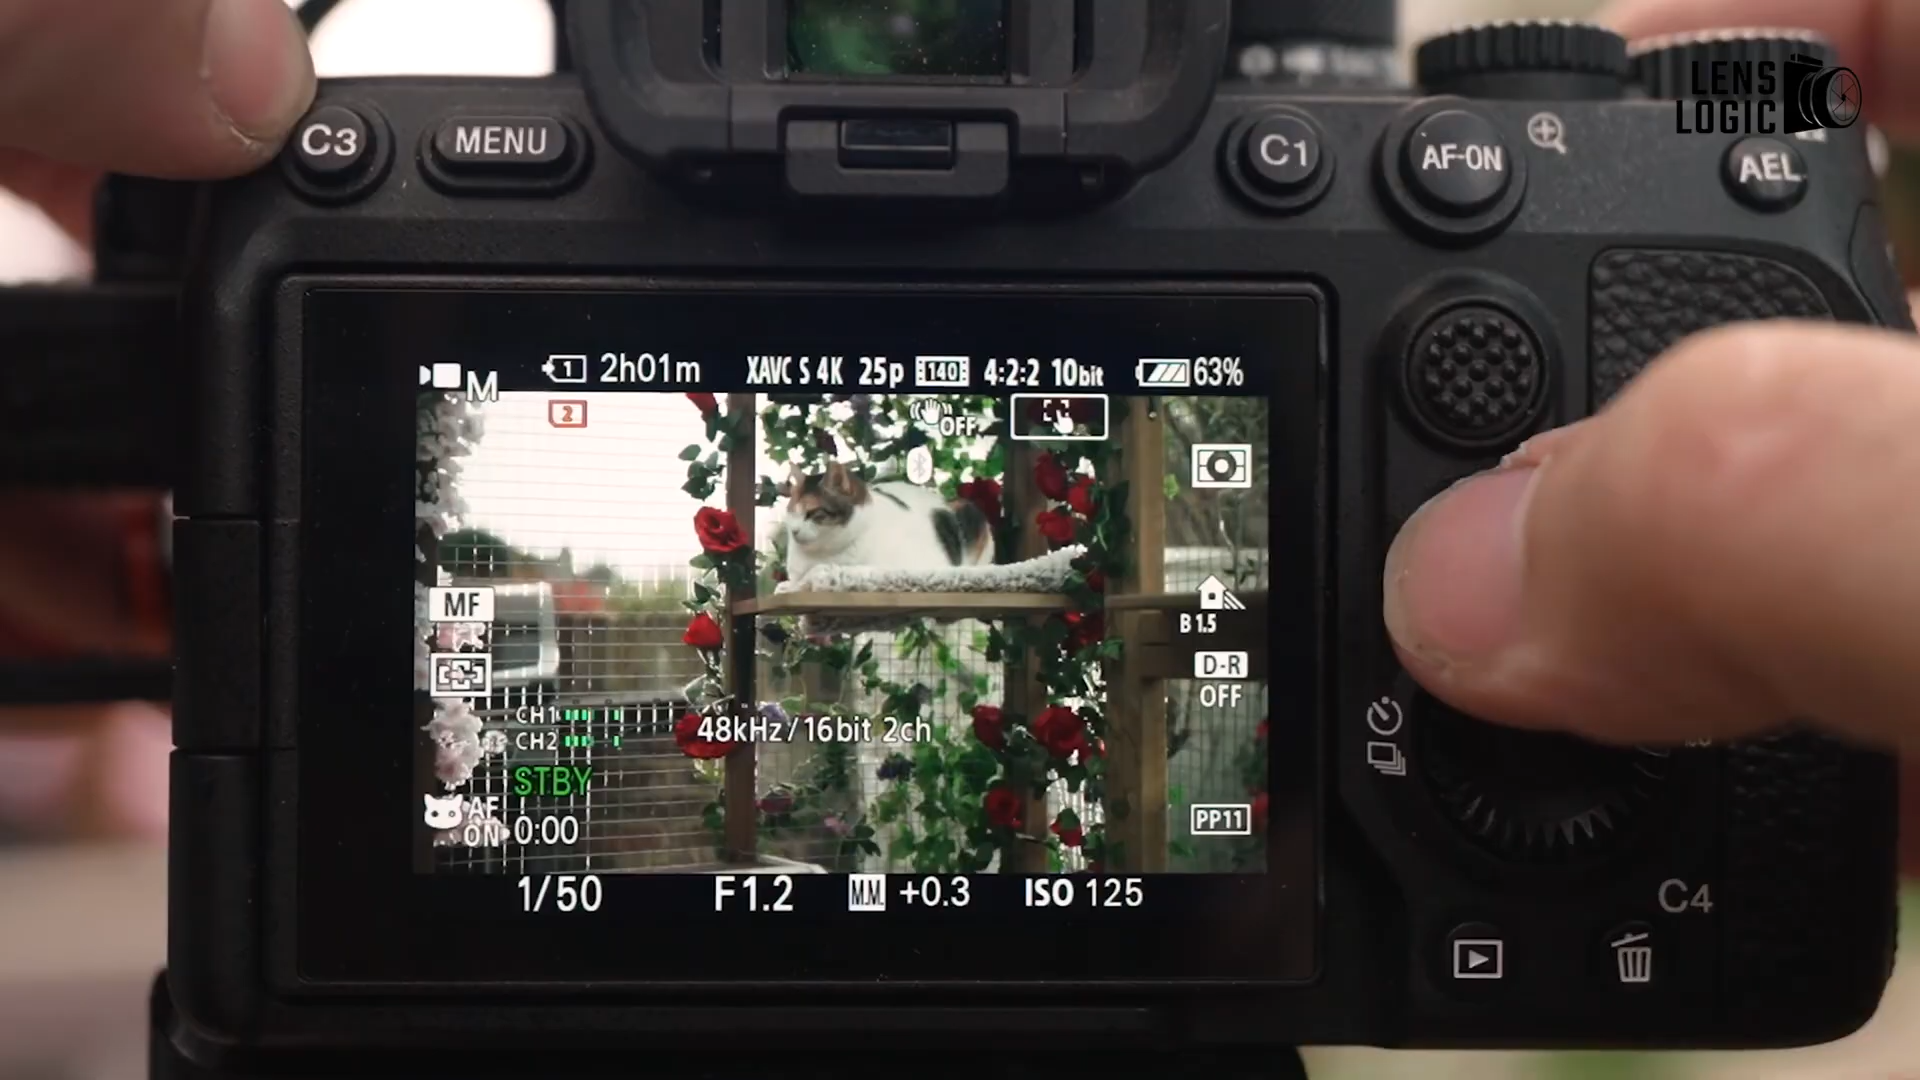 LENS
LOGIC
C3
MENU
C1
AF-ON
AEL
M
1 2h01m XAVC S 4K 25p 140 4:2:2 10bit 63%
2
OFF
MF
B 1.5
D-R
OFF
CH1
CH2
48kHz/16bit 2ch
STBY
AF
ON
0:00
PP11
1/50 F1.2 M.M. +0.3 ISO 125
C4